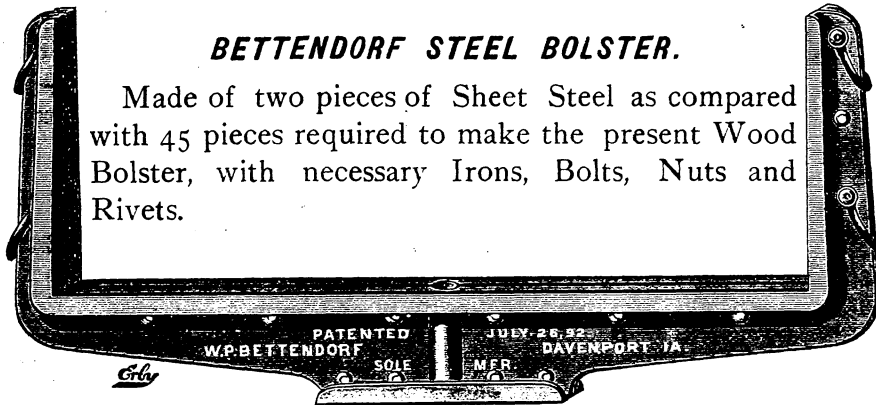 BETTENDORF STEEL BOLSTER.
Made of two pieces of Sheet Steel as compared
with 45 pieces required to make the present Wood
Bolster, with necessary Irons, Bolts, Nuts and
Rivets.
PATENTED JULY-26,92
W.P.BETTENDORF DAVENPORT IA.
SOLE MFR.
Erby